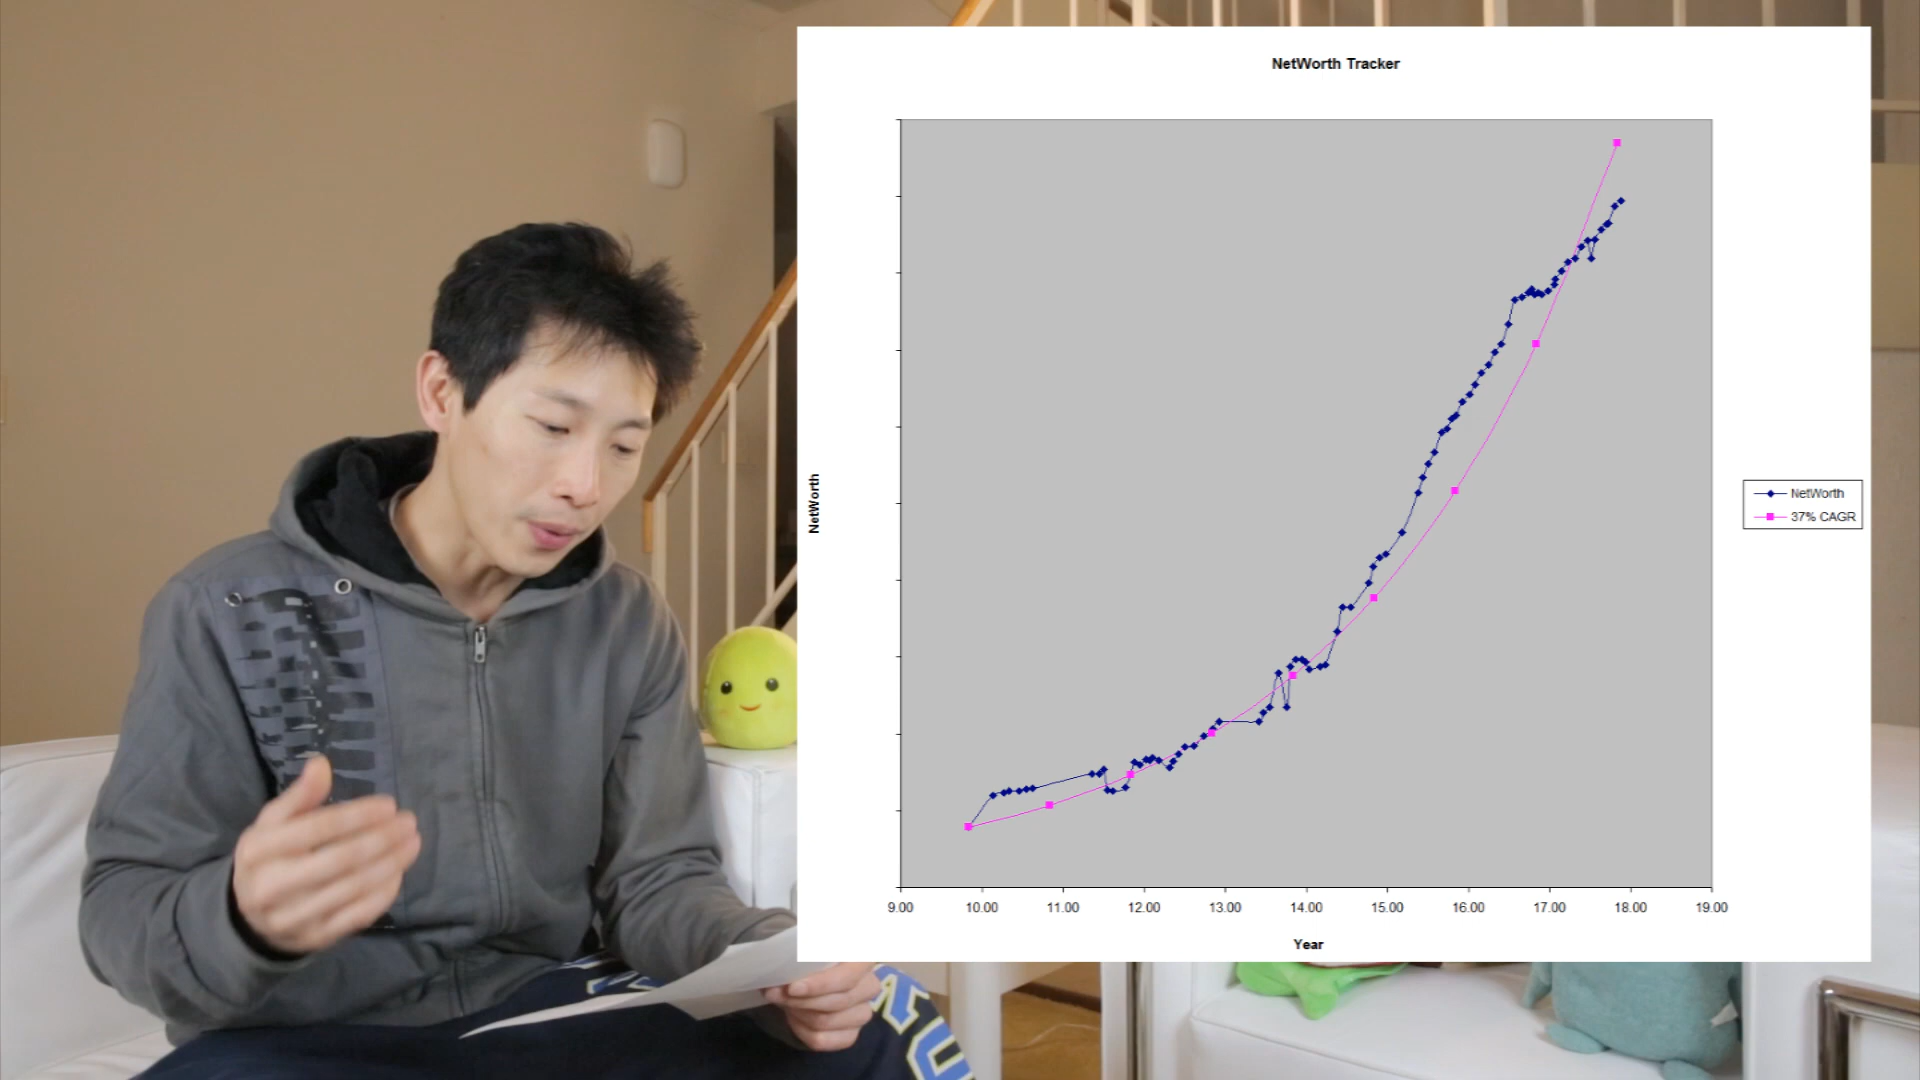 NetWorth Tracker
NetWorth
NetWorth
37% CAGR
9.00 10.00 11.00 12.00 13.00 14.00 15.00 16.00 17.00 18.00 19.00
Year